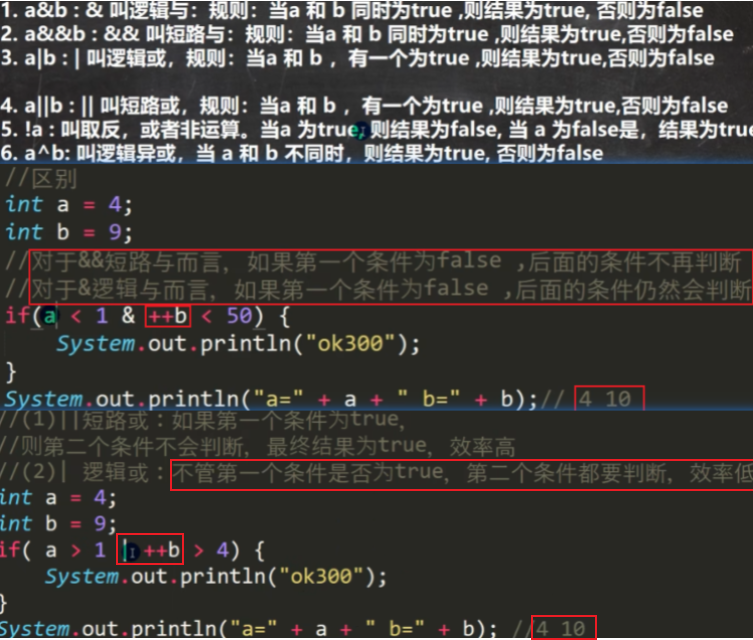 1. a&b : & 叫逻辑与：规则：当a 和 b 同时为true ,则结果为true, 否则为false
2. a&&b : && 叫短路与：规则：当a 和 b 同时为true ,则结果为true,否则为false
3. a|b : | 叫逻辑或，规则：当a 和 b ，有一个为true ,则结果为true,否则为false
4. a||b : || 叫短路或，规则：当a 和 b ，有一个为true ,则结果为true,否则为false
5. !a : 叫取反，或者非运算。当a 为true, 则结果为false, 当 a 为false是，结果为true
6. a^b: 叫逻辑异或，当 a 和 b 不同时，则结果为true, 否则为false
//区别
int a = 4;
int b = 9;
//对于&&短路与而言，如果第一个条件为false ,后面的条件不再判断
//对于&逻辑与而言，如果第一个条件为false ,后面的条件仍然会判断
if(a < 1 & ++b < 50) {
System.out.println("ok300");
}
System.out.println("a=" + a + " b=" + b);// 4 10
//(1)||短路或：如果第一个条件为true，
//则第二个条件不会判断，最终结果为true，效率高
//(2)| 逻辑或：不管第一个条件是否为true，第二个条件都要判断，效率低
int a = 4;
int b = 9;
if( a > 1 | ++b > 4) {
System.out.println("ok300");
}
System.out.println("a=" + a + " b=" + b); //4 10